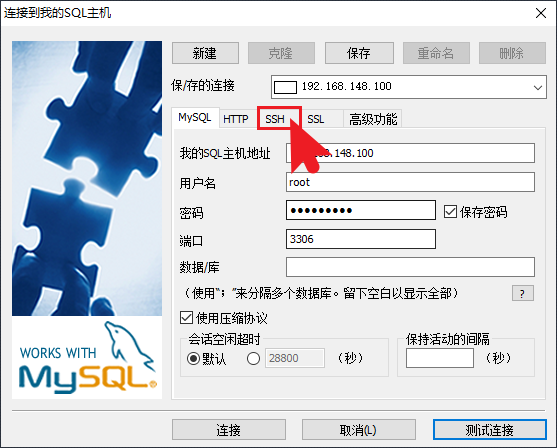 连接到我的SQL主机
新建
克隆
保存
重命名
删除
保/存的连接
192.168.148.100
MySQL
HTTP
SSH
SSL
高级功能
我的SQL主机地址
.148.100
用户名
root
密码
●●●●●●●●●
保存密码
端口
3306
数据/库
（使用“；”来分隔多个数据库。留下空白以显示全部）
?
使用压缩协议
会话空闲超时
默认
28800
（秒）
保持活动的间隔
（秒）
WORKS WITH
MySQL®
连接
取消(L)
测试连接